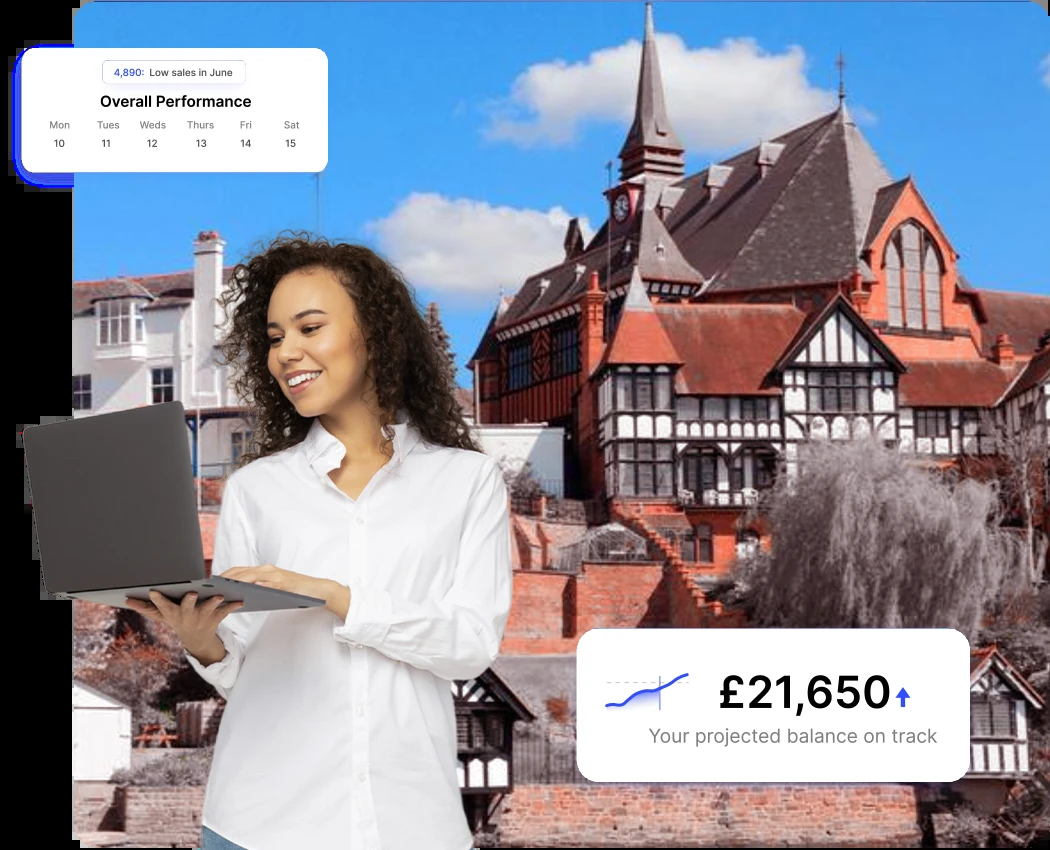 4,890: Low sales in June
Overall Performance
Mon Tues Weds Thurs Fri Sat
10 11 12 13 14 15
£21,650
Your projected balance on track